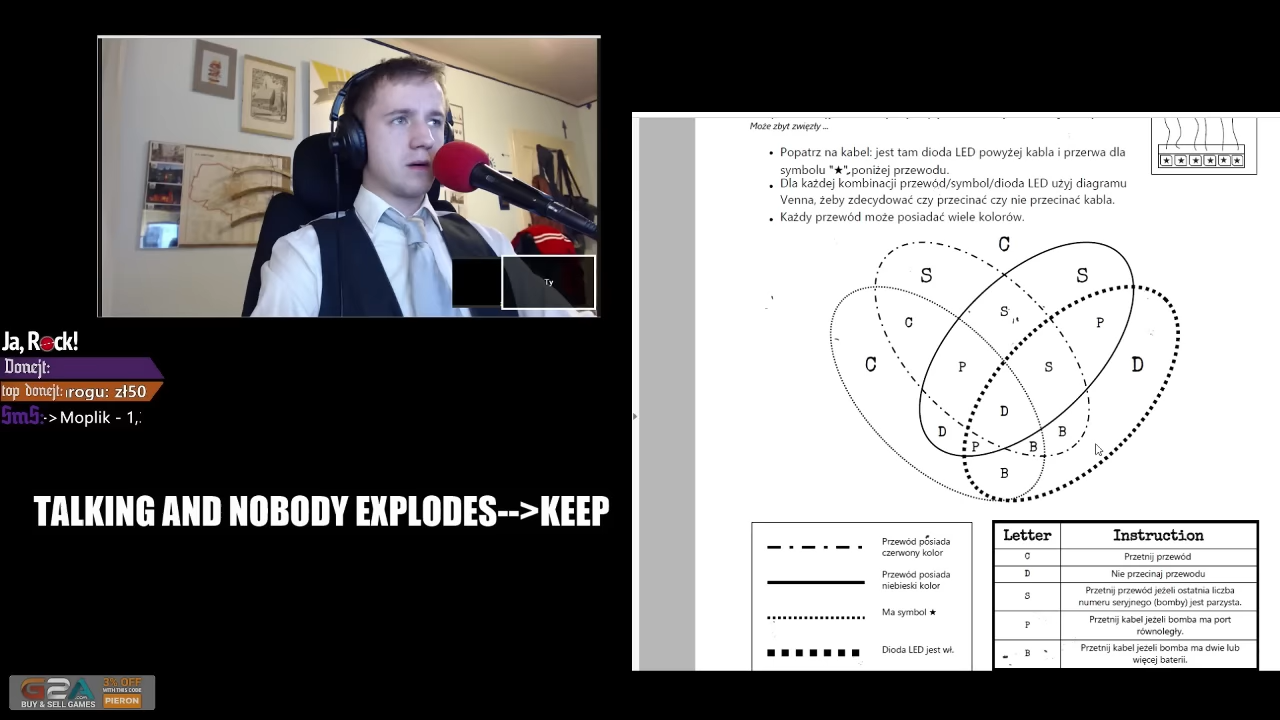 Ty
Ja, Rock!
Donejt:
top donejt:
rogu: zł50
SmS:
-> Moplik - 1,
TALKING AND NOBODY EXPLODES-->KEEP
G2A
.com
BUY & SELL GAMES
3% OFF
WITH THIS CODE
PIERON
Może zbyt zwięzły ...
• Popatrz na kabel: jest tam dioda LED powyżej kabla i przerwa dla
symbolu "★", poniżej przewodu.
• Dla każdej kombinacji przewód/symbol/dioda LED użyj diagramu
Venna, żeby zdecydować czy przecinać czy nie przecinać kabla.
• Każdy przewód może posiadać wiele kolorów.
C
S
S
C
S
P
C
P
S
D
D
D
B
P
B
B
Przewód posiada
czerwony kolor
Przewód posiada
niebieski kolor
Ma symbol ★
Dioda LED jest wł.
Letter Instruction
C Przetnij przewód
D Nie przecinaj przewodu
S Przetnij przewód jeżeli ostatnia liczba
numeru seryjnego (bomby) jest parzysta.
P Przetnij kabel jeżeli bomba ma port
równoległy.
B Przetnij kabel jeżeli bomba ma dwie lub
więcej baterii.